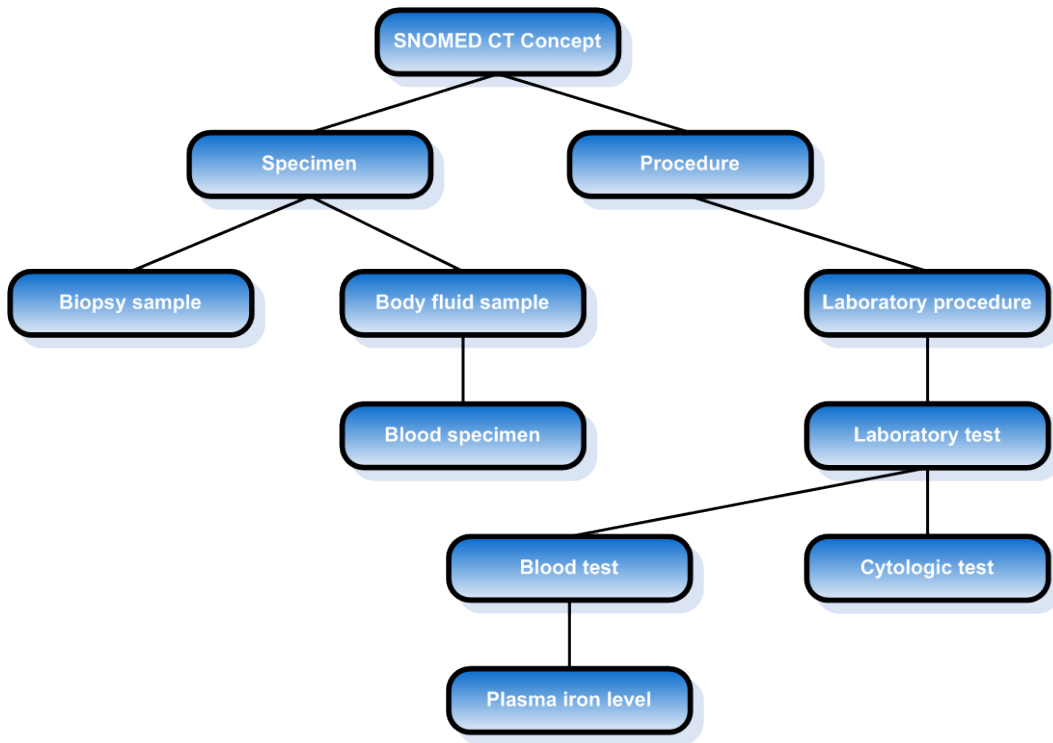 SNOMED CT Concept
Specimen
Procedure
Biopsy sample
Body fluid sample
Laboratory procedure
Blood specimen
Laboratory test
Blood test
Cytologic test
Plasma iron level